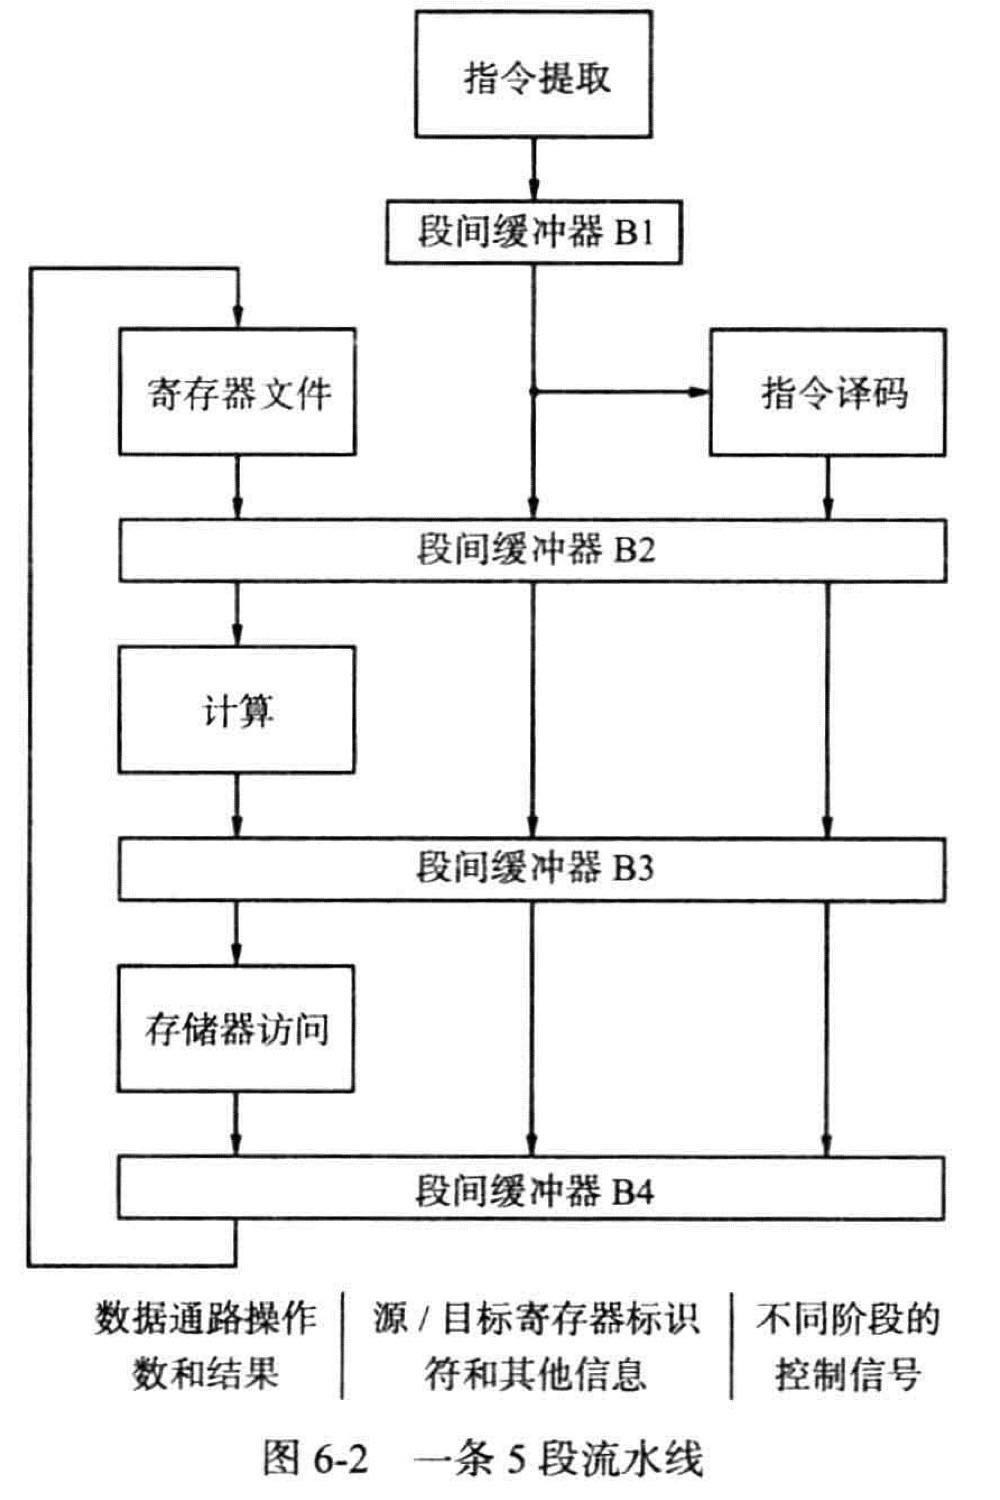 指令提取
段间缓冲器 B1
寄存器文件
指令译码
段间缓冲器 B2
计算
段间缓冲器 B3
存储器访问
段间缓冲器 B4
数据通路操作
数和结果
源 / 目标寄存器标识
符和其他信息
不同阶段的
控制信号
图 6-2 一条 5 段流水线